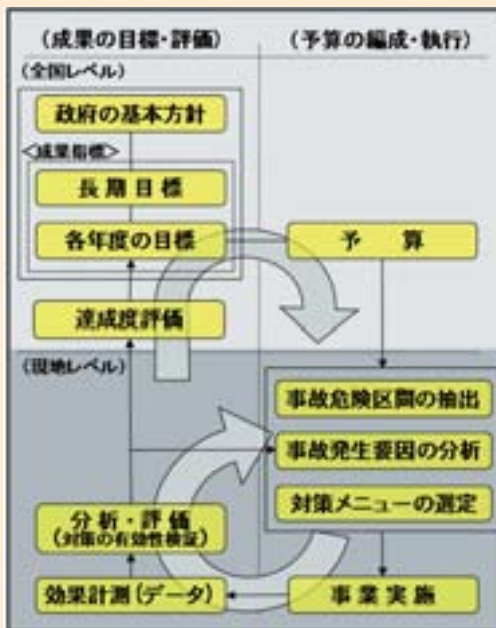 (成果の目標・評価)
(予算の編成・執行)
(全国レベル)
政府の基本方針
<成果指標>
長期目標
各年度の目標
予算
達成度評価
(現地レベル)
事故危険区間の抽出
事故発生要因の分析
対策メニューの選定
分析・評価
(対策の有効性検証)
効果計測(データ)
事業実施